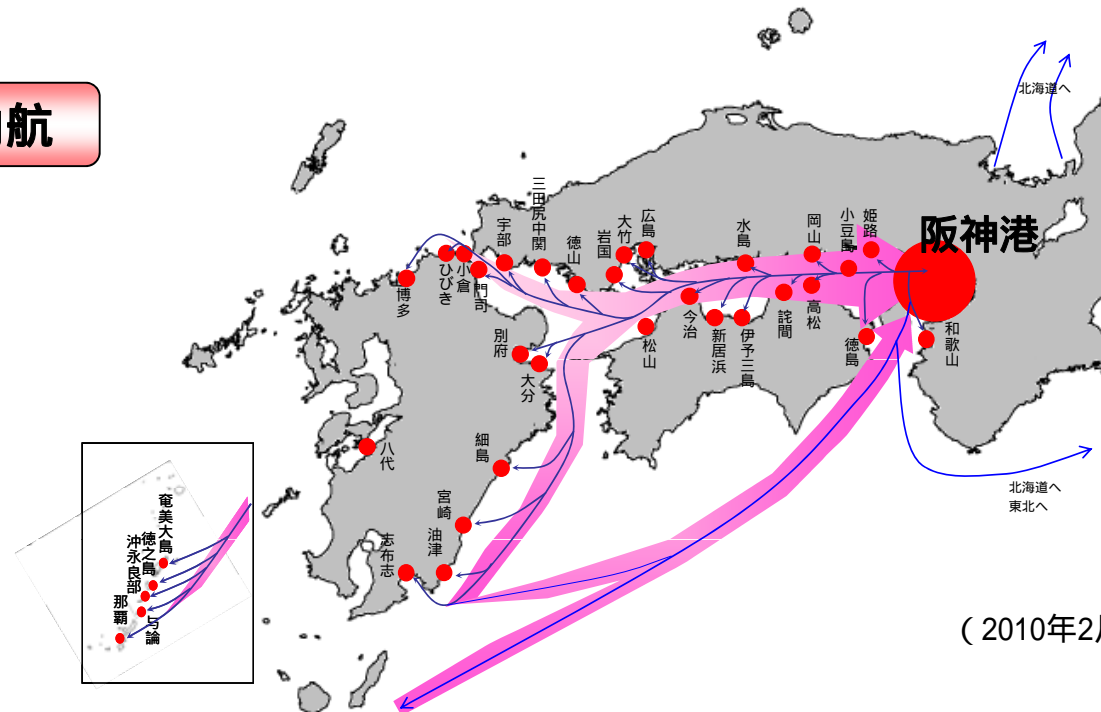 航
北海道へ
阪神港
三田尻中関
宇部
徳山
岩国
大竹
広島
水島
岡山
小豆島
姫路
博多
ひびき
小倉
門司
別府
大分
松山
今治
新居浜
伊予三島
詫間
高松
徳島
和歌山
八代
細島
宮崎
油津
志布志
北海道へ
東北へ
奄美大島
徳之島
沖永良部
与論
那覇
（2010年2月